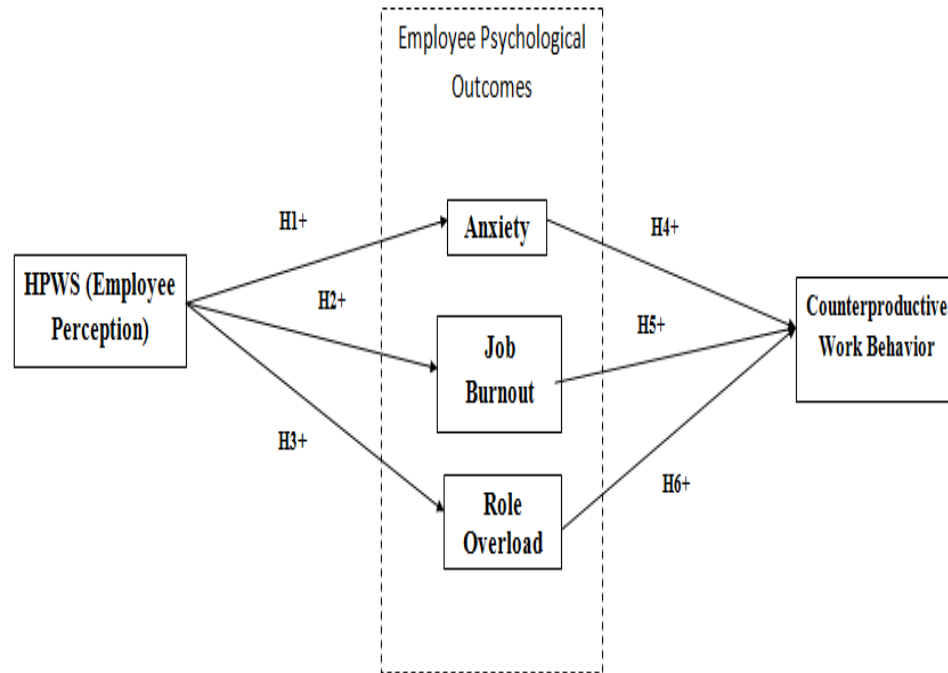 Employee Psychological
Outcomes
H1+
Anxiety
H4+
HPWS (Employee
Perception)
H2+
Job
Burnout
H5+
Counterproductive
Work Behavior
H3+
Role
Overload
H6+